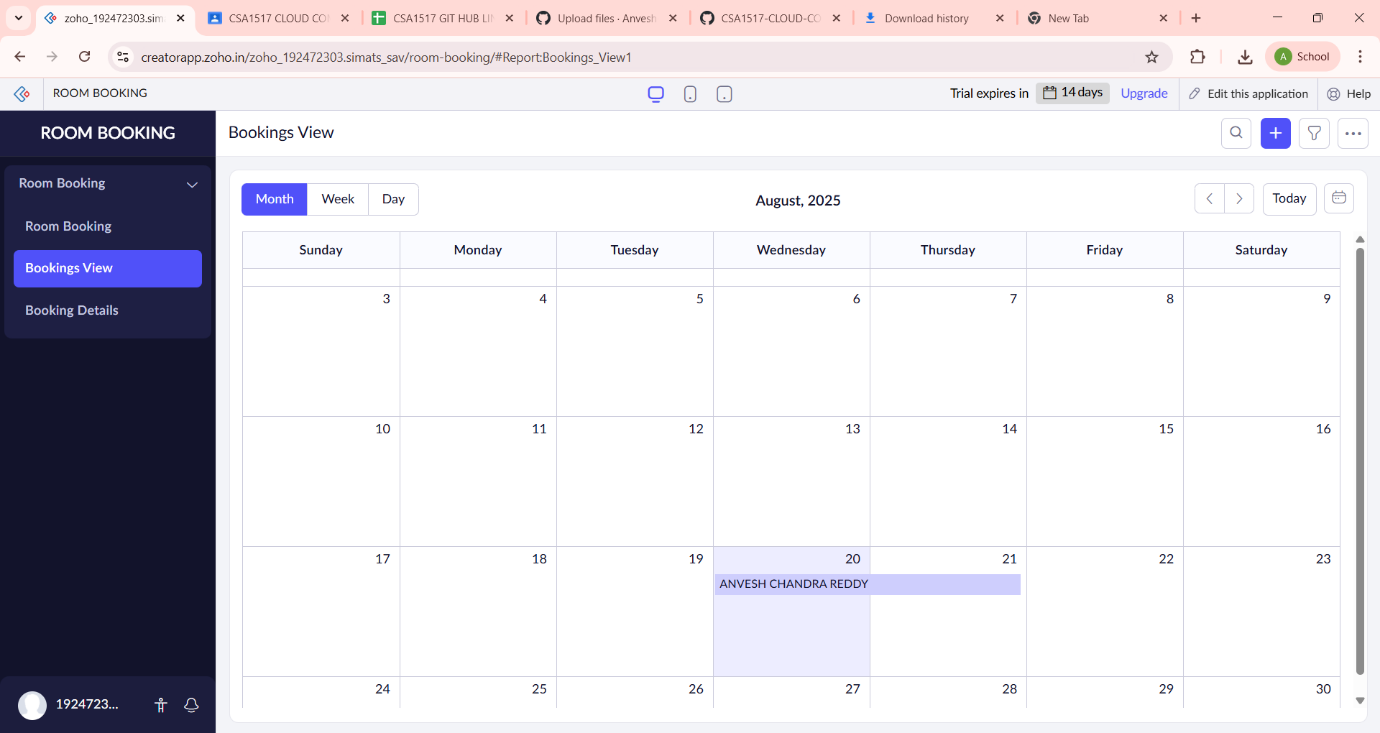 zoho_192472303.sim
CSA1517 CLOUD CO
CSA1517 GIT HUB LI
Upload files · Anvesh
CSA1517-CLOUD-CO
Download history
New Tab
creatorapp.zoho.in/zoho_192472303.simats_sav/room-booking/#Report:Bookings_View1
A School
ROOM BOOKING
Trial expires in 14 days Upgrade Edit this application Help
ROOM BOOKING
Room Booking
Room Booking
Bookings View
Booking Details
1924723...
Bookings View
Month Week Day
August, 2025
Today
Sunday Monday Tuesday Wednesday Thursday Friday Saturday
3 4 5 6 7 8 9
10 11 12 13 14 15 16
17 18 19 20 21 22 23
ANVESH CHANDRA REDDY
24 25 26 27 28 29 30